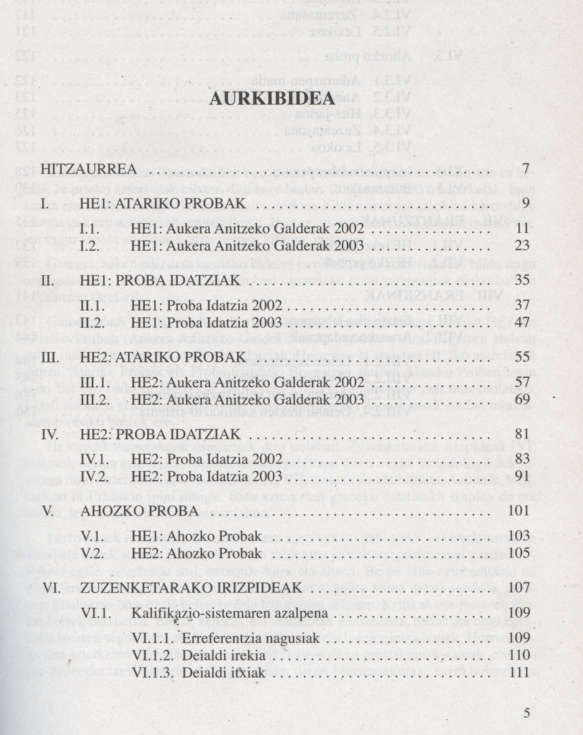 AURKIBIDEA
HITZAURREA ........ 7
I. HE1: ATARIKO PROBAK ........ 9
I.1. HE1: Aukera Anitzeko Galderak 2002 ........ 11
I.2. HE1: Aukera Anitzeko Galderak 2003 ........ 23
II. HE1: PROBA IDATZIAK ........ 35
II.1. HE1: Proba Idatzia 2002 ........ 37
II.2. HE1: Proba Idatzia 2003 ........ 47
III. HE2: ATARIKO PROBAK ........ 55
III.1. HE2: Aukera Anitzeko Galderak 2002 ........ 57
III.2. HE2: Aukera Anitzeko Galderak 2003 ........ 69
IV. HE2: PROBA IDATZIAK ........ 81
IV.1. HE2: Proba Idatzia 2002 ........ 83
IV.2. HE2: Proba Idatzia 2003 ........ 91
V. AHOZKO PROBA ........ 101
V.1. HE1: Ahozko Probak ........ 103
V.2. HE2: Ahozko Probak ........ 105
VI. ZUZENKETARAKO IRIZPIDEAK ........ 107
VI.1. Kalifikazio-sistemaren azalpena ........ 109
VI.1.1. Erreferentzia nagusiak ........ 109
VI.1.2. Deialdi irekia ........ 110
VI.1.3. Deialdi itxiak ........ 111
5